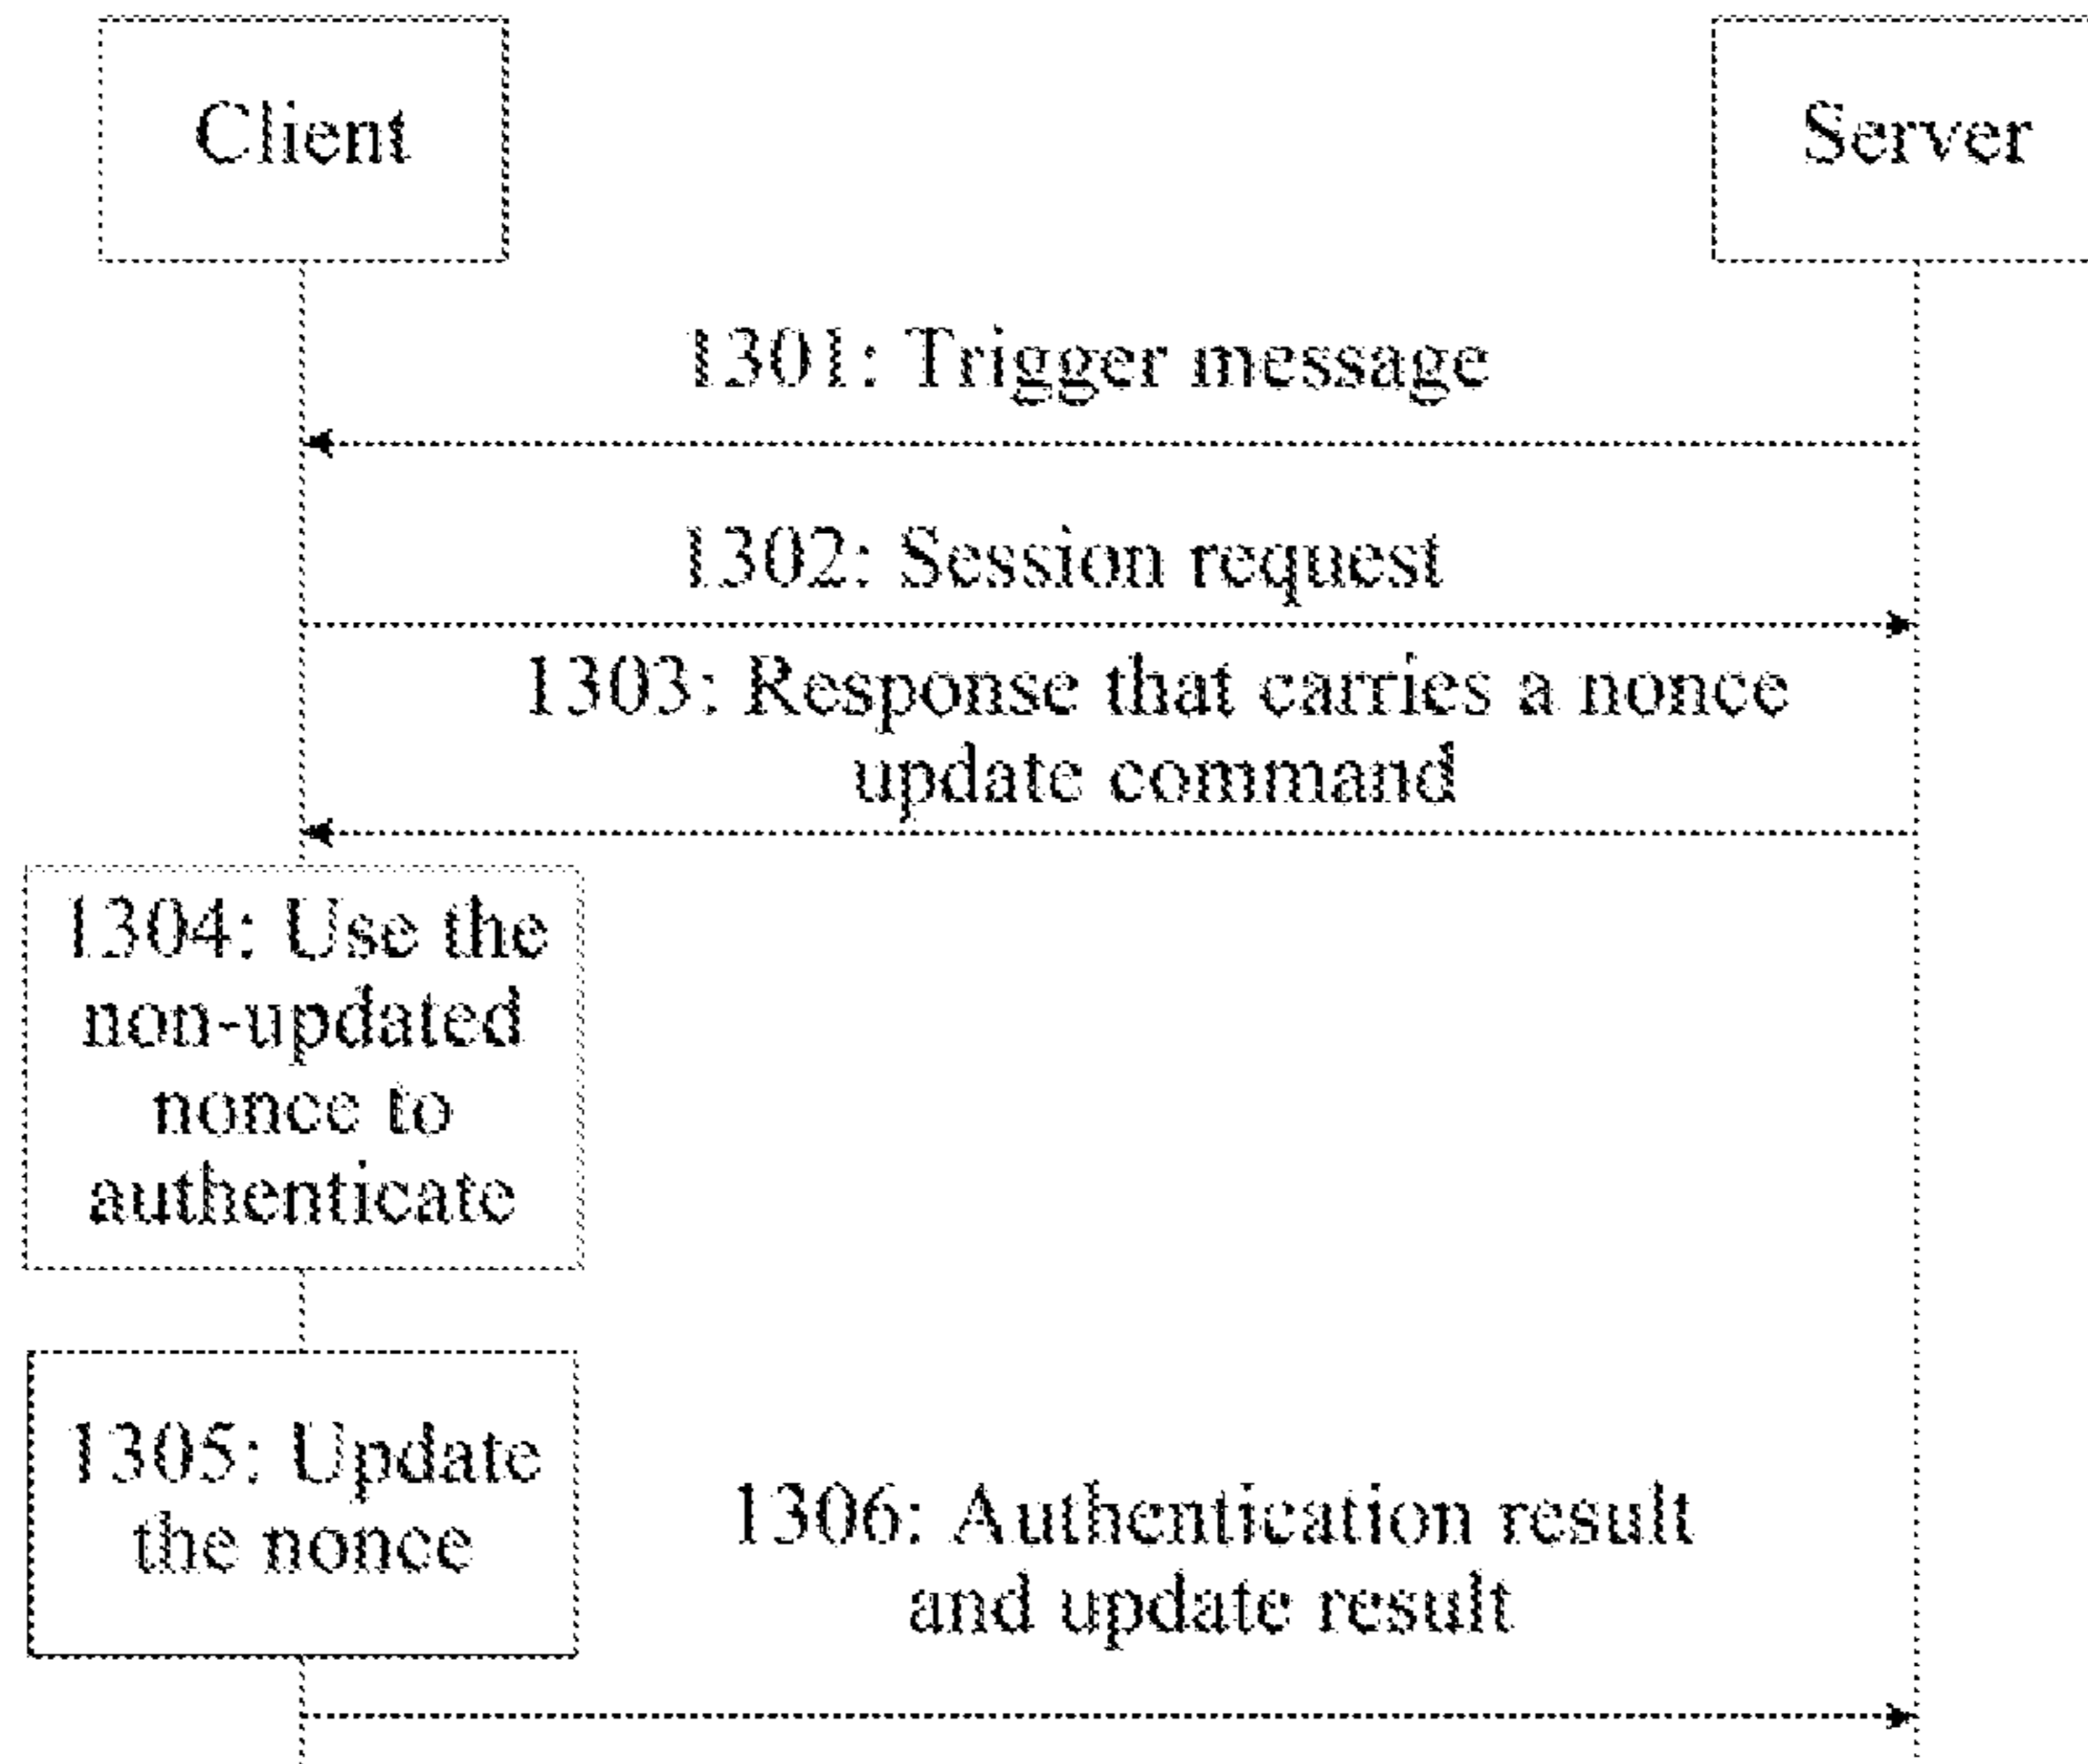 Client
Server
1301: Trigger message
1302: Session request
1303: Response that carries a nonce
update command
1304: Use the
non-updated
nonce to
authenticate
1305: Update
the nonce
1306: Authentication result
and update result